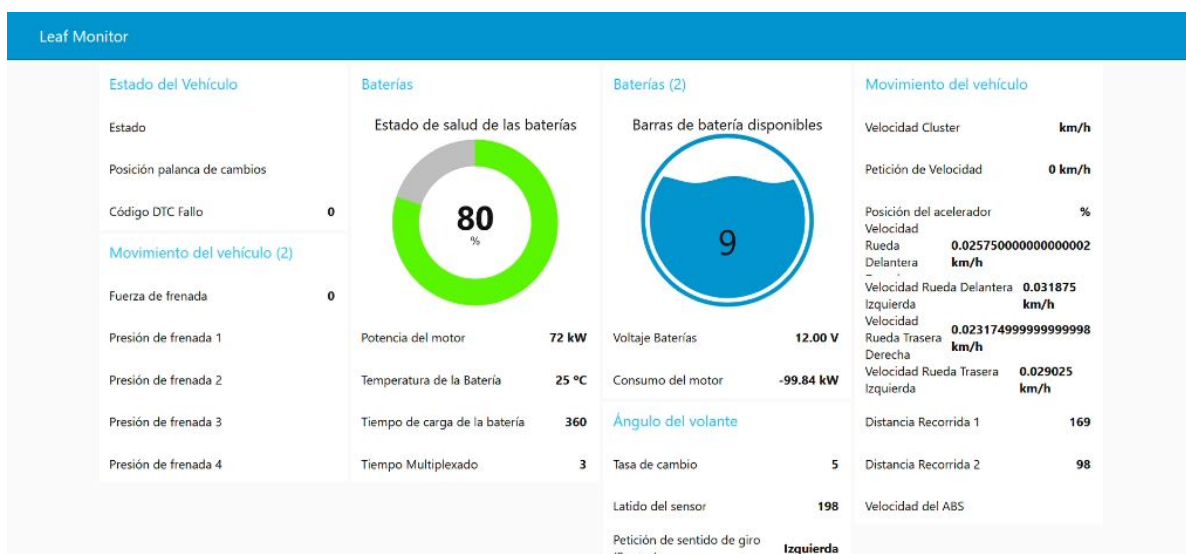 Leaf Monitor
Estado del Vehículo
Estado
Posición palanca de cambios
Código DTC Fallo 0
Movimiento del vehículo (2)
Fuerza de frenada 0
Presión de frenada 1
Presión de frenada 2
Presión de frenada 3
Presión de frenada 4
Baterías
Estado de salud de las baterías
80
%
Potencia del motor 72 kW
Temperatura de la Batería 25 ºC
Tiempo de carga de la batería 360
Tiempo Multiplexado 3
Baterías (2)
Barras de batería disponibles
9
Voltaje Baterías 12.00 V
Consumo del motor -99.84 kW
Ángulo del volante
Tasa de cambio 5
Latido del sensor 198
Petición de sentido de giro Izquierda
Movimiento del vehículo
Velocidad Cluster km/h
Petición de Velocidad 0 km/h
Posición del acelerador %
Velocidad
Rueda 0.025750000000000002
Delantera km/h
Velocidad Rueda Delantera 0.031875
Izquierda km/h
Velocidad
Rueda Trasera 0.023174999999999998
Derecha km/h
Velocidad Rueda Trasera 0.029025
Izquierda km/h
Distancia Recorrida 1 169
Distancia Recorrida 2 98
Velocidad del ABS